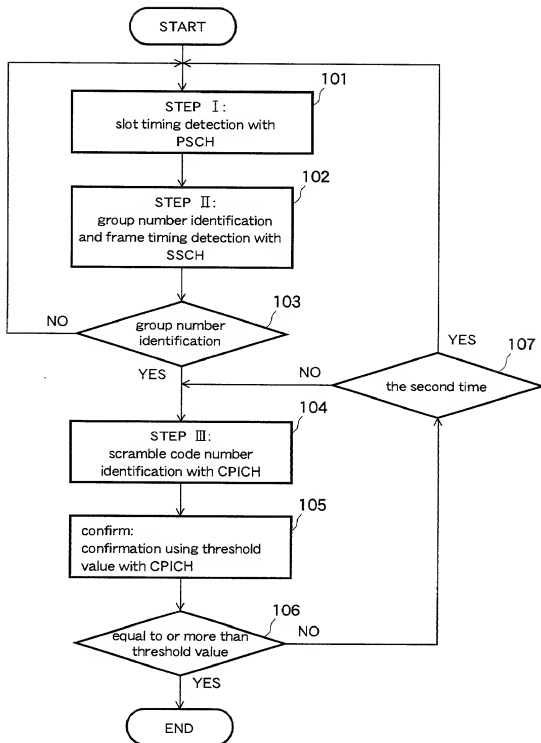 START
101
STEP Ⅰ:
slot timing detection with
PSCH
102
STEP Ⅱ:
group number identification
and frame timing detection with
SSCH
103
NO
group number
identification
YES
107
YES
NO
the second time
104
STEP Ⅲ:
scramble code number
identification with CPICH
105
confirm:
confirmation using threshold
value with CPICH
106
equal to or more than
threshold value
NO
YES
END